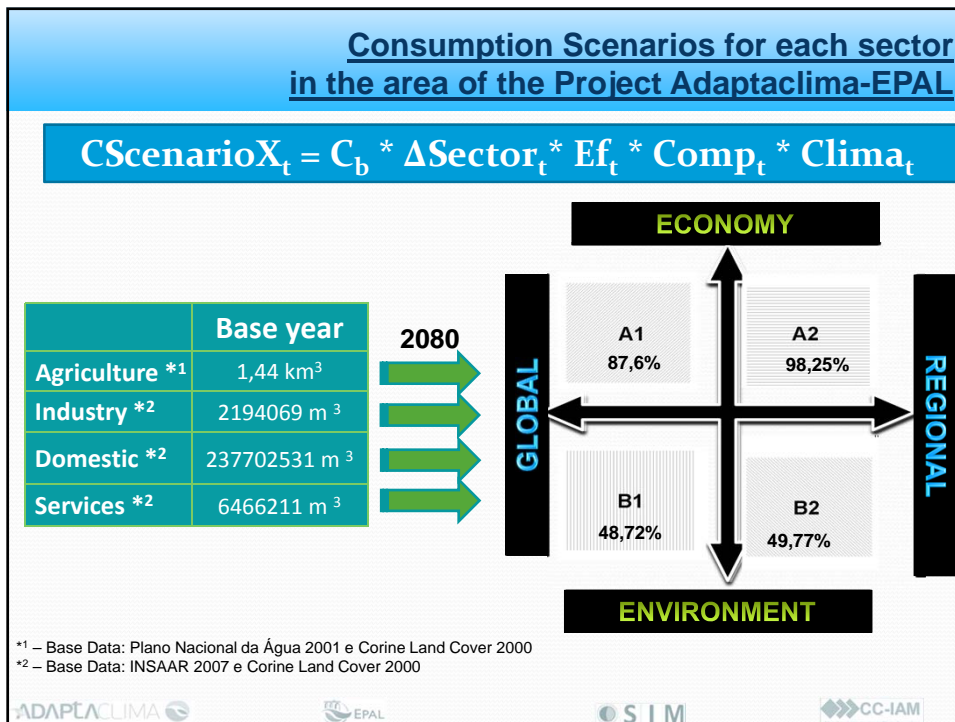 Consumption Scenarios for each sector
in the area of the Project Adaptaclima-EPAL
CScenarioXₜ = C_b * ΔSectorₜ* Efₜ * Compₜ * Climaₜ
ECONOMY
Base year
Agriculture *¹ 1,44 km³
Industry *² 2194069 m ³
Domestic *² 237702531 m ³
Services *² 6466211 m ³
2080
GLOBAL
A1
87,6%
A2
98,25%
REGIONAL
B1
48,72%
B2
49,77%
ENVIRONMENT
*¹ – Base Data: Plano Nacional da Água 2001 e Corine Land Cover 2000
*² – Base Data: INSAAR 2007 e Corine Land Cover 2000
ADAPTACLIMA
EPAL
SIM
CC-IAM